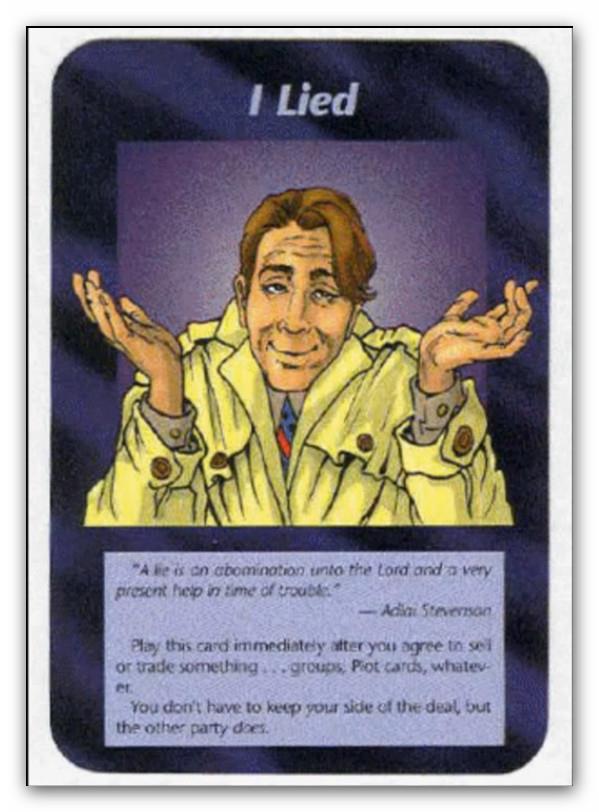 I Lied
"A lie is an abomination unto the Lord and a very
present help in time of trouble."
— Adlai Stevenson
Play this card immediately after you agree to sell
or trade something . . . groups, Plot cards, whatev-
er.
You don't have to keep your side of the deal, but
the other party does.